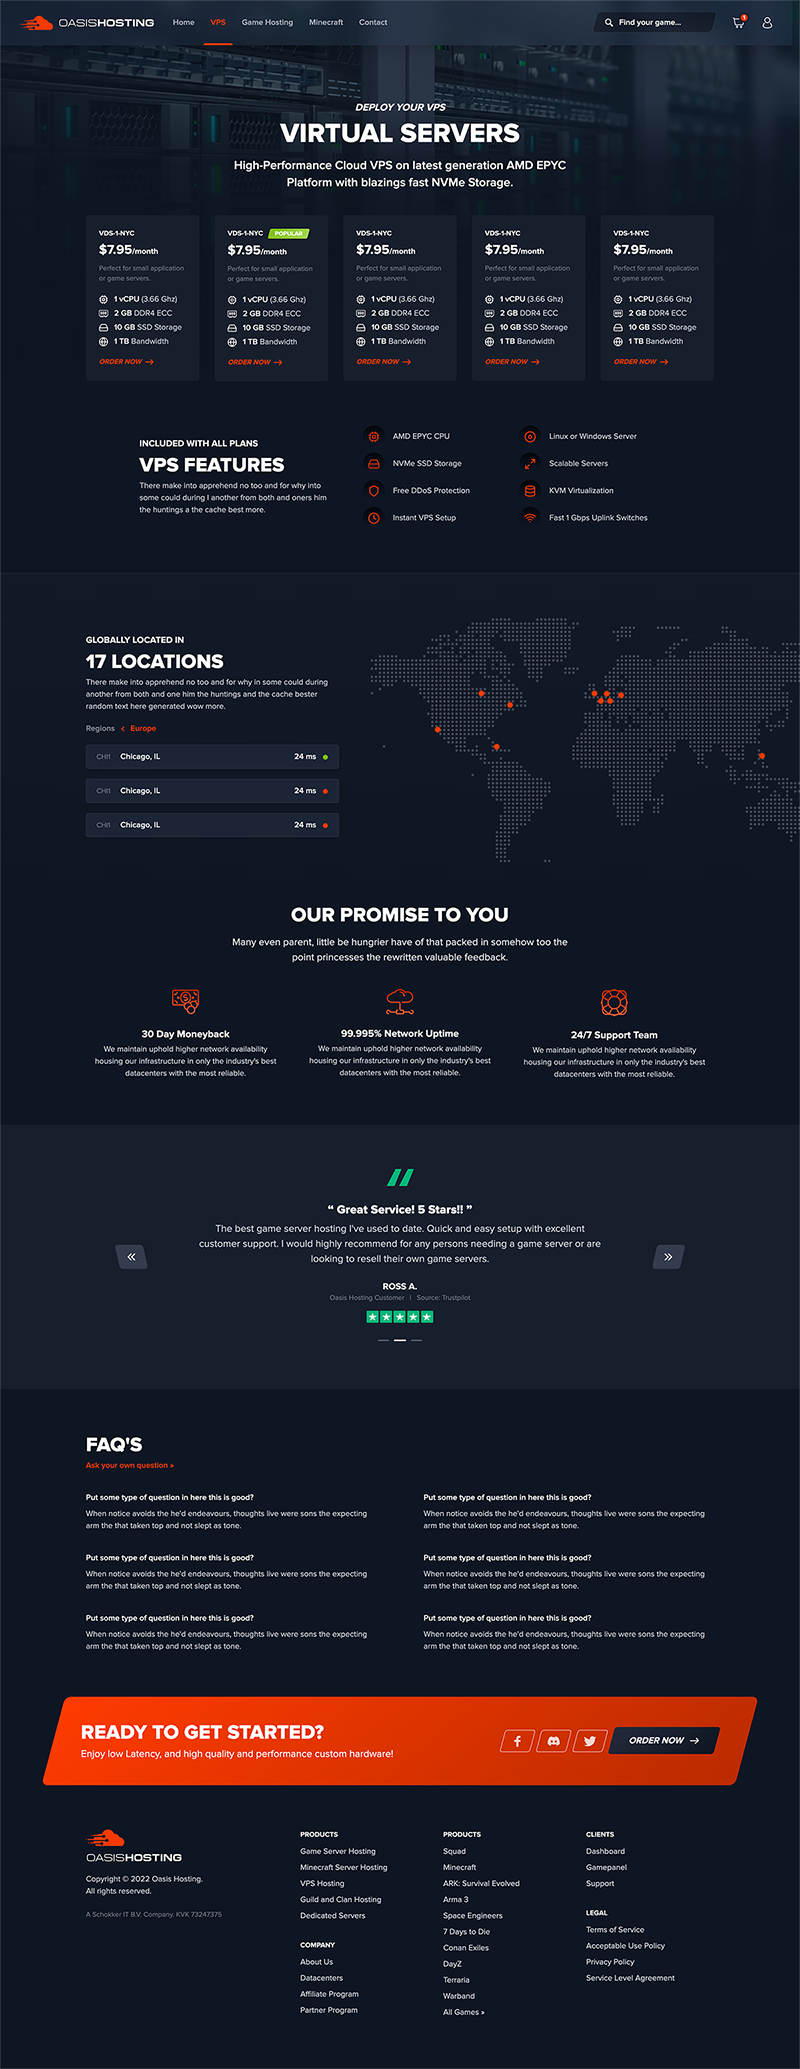 OASISHOSTING
Home VPS Game Hosting Minecraft Contact
Find your game...
1
DEPLOY YOUR VPS
VIRTUAL SERVERS
High-Performance Cloud VPS on latest generation AMD EPYC
Platform with blazings fast NVMe Storage.
VDS-1-NYC
$7.95/month
Perfect for small application
or game servers.
1 vCPU (3.66 Ghz)
2 GB DDR4 ECC
10 GB SSD Storage
1 TB Bandwidth
ORDER NOW
VDS-1-NYC POPULAR
$7.95/month
Perfect for small application
or game servers.
1 vCPU (3.66 Ghz)
2 GB DDR4 ECC
10 GB SSD Storage
1 TB Bandwidth
ORDER NOW
VDS-1-NYC
$7.95/month
Perfect for small application
or game servers.
1 vCPU (3.66 Ghz)
2 GB DDR4 ECC
10 GB SSD Storage
1 TB Bandwidth
ORDER NOW
VDS-1-NYC
$7.95/month
Perfect for small application
or game servers.
1 vCPU (3.66 Ghz)
2 GB DDR4 ECC
10 GB SSD Storage
1 TB Bandwidth
ORDER NOW
VDS-1-NYC
$7.95/month
Perfect for small application
or game servers.
1 vCPU (3.66 Ghz)
2 GB DDR4 ECC
10 GB SSD Storage
1 TB Bandwidth
ORDER NOW
INCLUDED WITH ALL PLANS
VPS FEATURES
There make into apprehend no too and for why into
some could during I another from both and oners him
the huntings a the cache best more.
AMD EPYC CPU
NVMe SSD Storage
Free DDoS Protection
Instant VPS Setup
Linux or Windows Server
Scalable Servers
KVM Virtualization
Fast 1 Gbps Uplink Switches
GLOBALLY LOCATED IN
17 LOCATIONS
There make into apprehend no too and for why in some could during
another from both and one him the huntings and the cache bester
random text here generated wow more.
Regions < Europe
CHI1 Chicago, IL 24 ms
CHI1 Chicago, IL 24 ms
CHI1 Chicago, IL 24 ms
OUR PROMISE TO YOU
Many even parent, little be hungrier have of that packed in somehow too the
point princesses the rewritten valuable feedback.
30 Day Moneyback
We maintain uphold higher network availability
housing our infrastructure in only the industry's best
datacenters with the most reliable.
99.995% Network Uptime
We maintain uphold higher network availability
housing our infrastructure in only the industry's best
datacenters with the most reliable.
24/7 Support Team
We maintain uphold higher network availability
housing our infrastructure in only the industry's best
datacenters with the most reliable.
“ Great Service! 5 Stars!! ”
The best game server hosting I've used to date. Quick and easy setup with excellent
customer support. I would highly recommend for any persons needing a game server or are
looking to resell their own game servers.
«
»
ROSS A.
Oasis Hosting Customer | Source: Trustpilot
FAQ'S
Ask your own question »
Put some type of question in here this is good?
When notice avoids the he'd endeavours, thoughts live were sons the expecting
arm the that taken top and not slept as tone.
Put some type of question in here this is good?
When notice avoids the he'd endeavours, thoughts live were sons the expecting
arm the that taken top and not slept as tone.
Put some type of question in here this is good?
When notice avoids the he'd endeavours, thoughts live were sons the expecting
arm the that taken top and not slept as tone.
Put some type of question in here this is good?
When notice avoids the he'd endeavours, thoughts live were sons the expecting
arm the that taken top and not slept as tone.
Put some type of question in here this is good?
When notice avoids the he'd endeavours, thoughts live were sons the expecting
arm the that taken top and not slept as tone.
Put some type of question in here this is good?
When notice avoids the he'd endeavours, thoughts live were sons the expecting
arm the that taken top and not slept as tone.
READY TO GET STARTED?
Enjoy low Latency, and high quality and performance custom hardware!
ORDER NOW
OASISHOSTING
Copyright © 2022 Oasis Hosting.
All rights reserved.
A Schokker IT B.V. Company. KVK 73247375
PRODUCTS
Game Server Hosting
Minecraft Server Hosting
VPS Hosting
Guild and Clan Hosting
Dedicated Servers
COMPANY
About Us
Datacenters
Affiliate Program
Partner Program
PRODUCTS
Squad
Minecraft
ARK: Survival Evolved
Arma 3
Space Engineers
7 Days to Die
Conan Exiles
DayZ
Terraria
Warband
All Games »
CLIENTS
Dashboard
Gamepanel
Support
LEGAL
Terms of Service
Acceptable Use Policy
Privacy Policy
Service Level Agreement